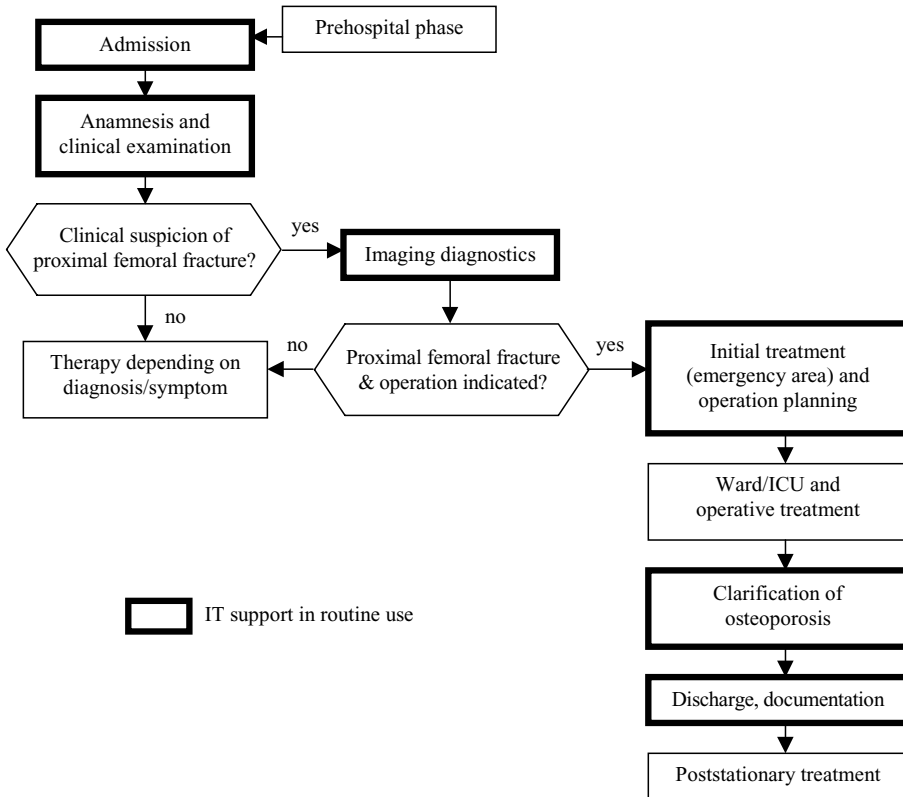 Prehospital phase
Admission
Anamnesis and
clinical examination
Clinical suspicion of
proximal femoral fracture?
yes
Imaging diagnostics
no
Therapy depending on
diagnosis/symptom
no
Proximal femoral fracture
& operation indicated?
yes
Initial treatment
(emergency area) and
operation planning
Ward/ICU and
operative treatment
Clarification of
osteoporosis
IT support in routine use
Discharge, documentation
Poststationary treatment